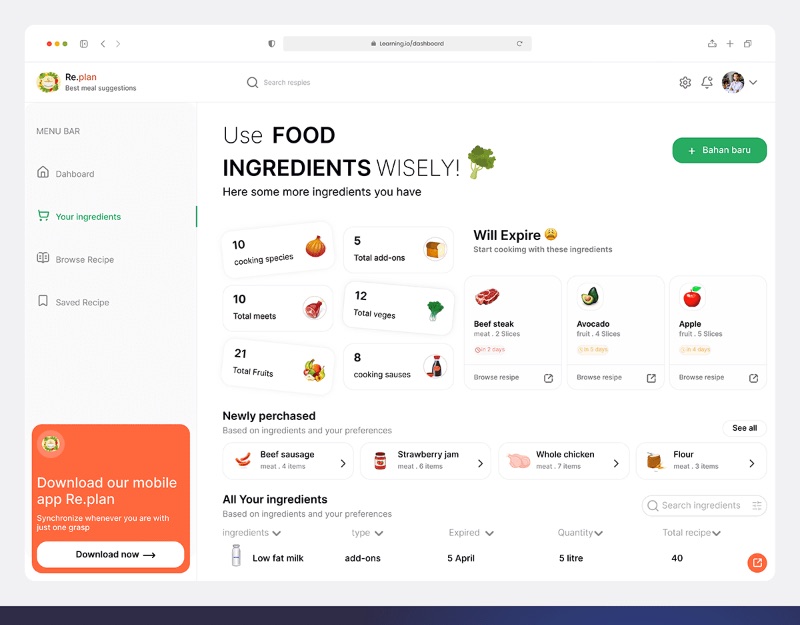 Learning.io/dashboard
Re.plan
Best meal suggestions
Search respies
MENU BAR
Dahboard
Your ingredients
Browse Recipe
Saved Recipe
Download our mobile
app Re.plan
Synchronize whenever you are with
just one grasp
Download now
Use FOOD
INGREDIENTS WISELY!
Here some more ingredients you have
+ Bahan baru
10
cooking species
5
Total add-ons
10
Total meets
12
Total veges
21
Total Fruits
8
cooking sauses
Will Expire
Start cookimg with these ingredients
Beef steak
meat . 2 Slices
in 2 days
Browse resipe
Avocado
fruit . 4 Slices
in 5 days
Browse resipe
Apple
fruit . 5 Slices
in 4 days
Browse resipe
Newly perchased
Based on ingredients and your preferences
See all
Beef sausage
meat . 4 items
Strawberry jam
meat . 6 items
Whole chicken
meat . 7 items
Flour
meat . 3 items
All Your ingredients
Based on ingredients and your preferences
Search ingredients
ingredients
type
Expired
Quantity
Total recipe
Low fat milk
add-ons
5 April
5 litre
40